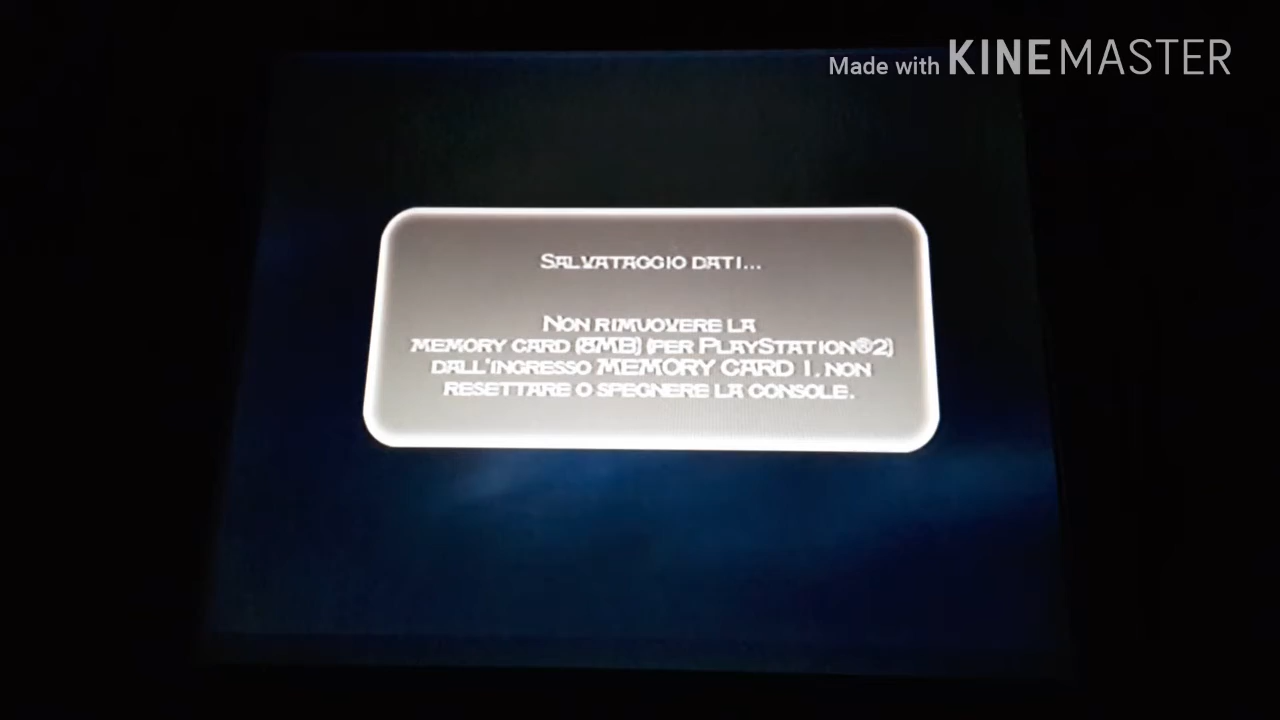 Made with KINEMASTER
Salvataggio dati...
Non rimuovere la
memory card (8MB) (per PlayStation®2)
dall'ingresso MEMORY CARD 1. non
resettare o spegnere la console.